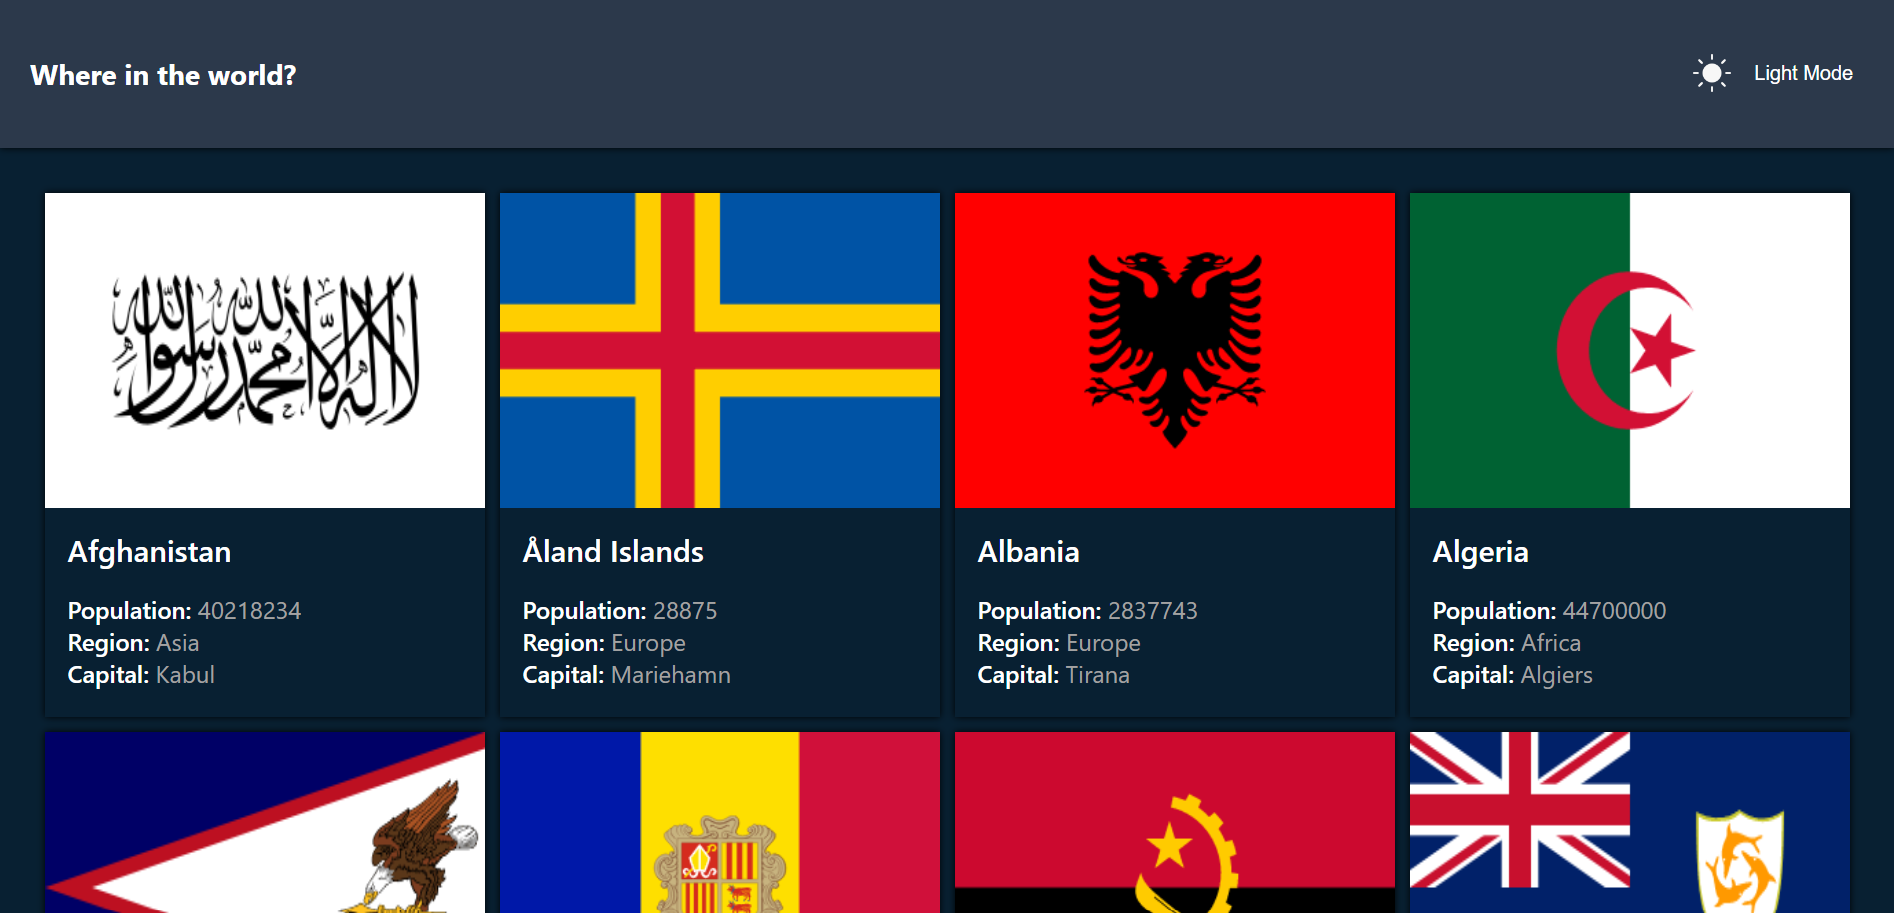 Where in the world?
Light Mode
لا إله إلا الله محمد رسول الله
Afghanistan
Population: 40218234
Region: Asia
Capital: Kabul
Åland Islands
Population: 28875
Region: Europe
Capital: Mariehamn
Albania
Population: 2837743
Region: Europe
Capital: Tirana
Algeria
Population: 44700000
Region: Africa
Capital: Algiers